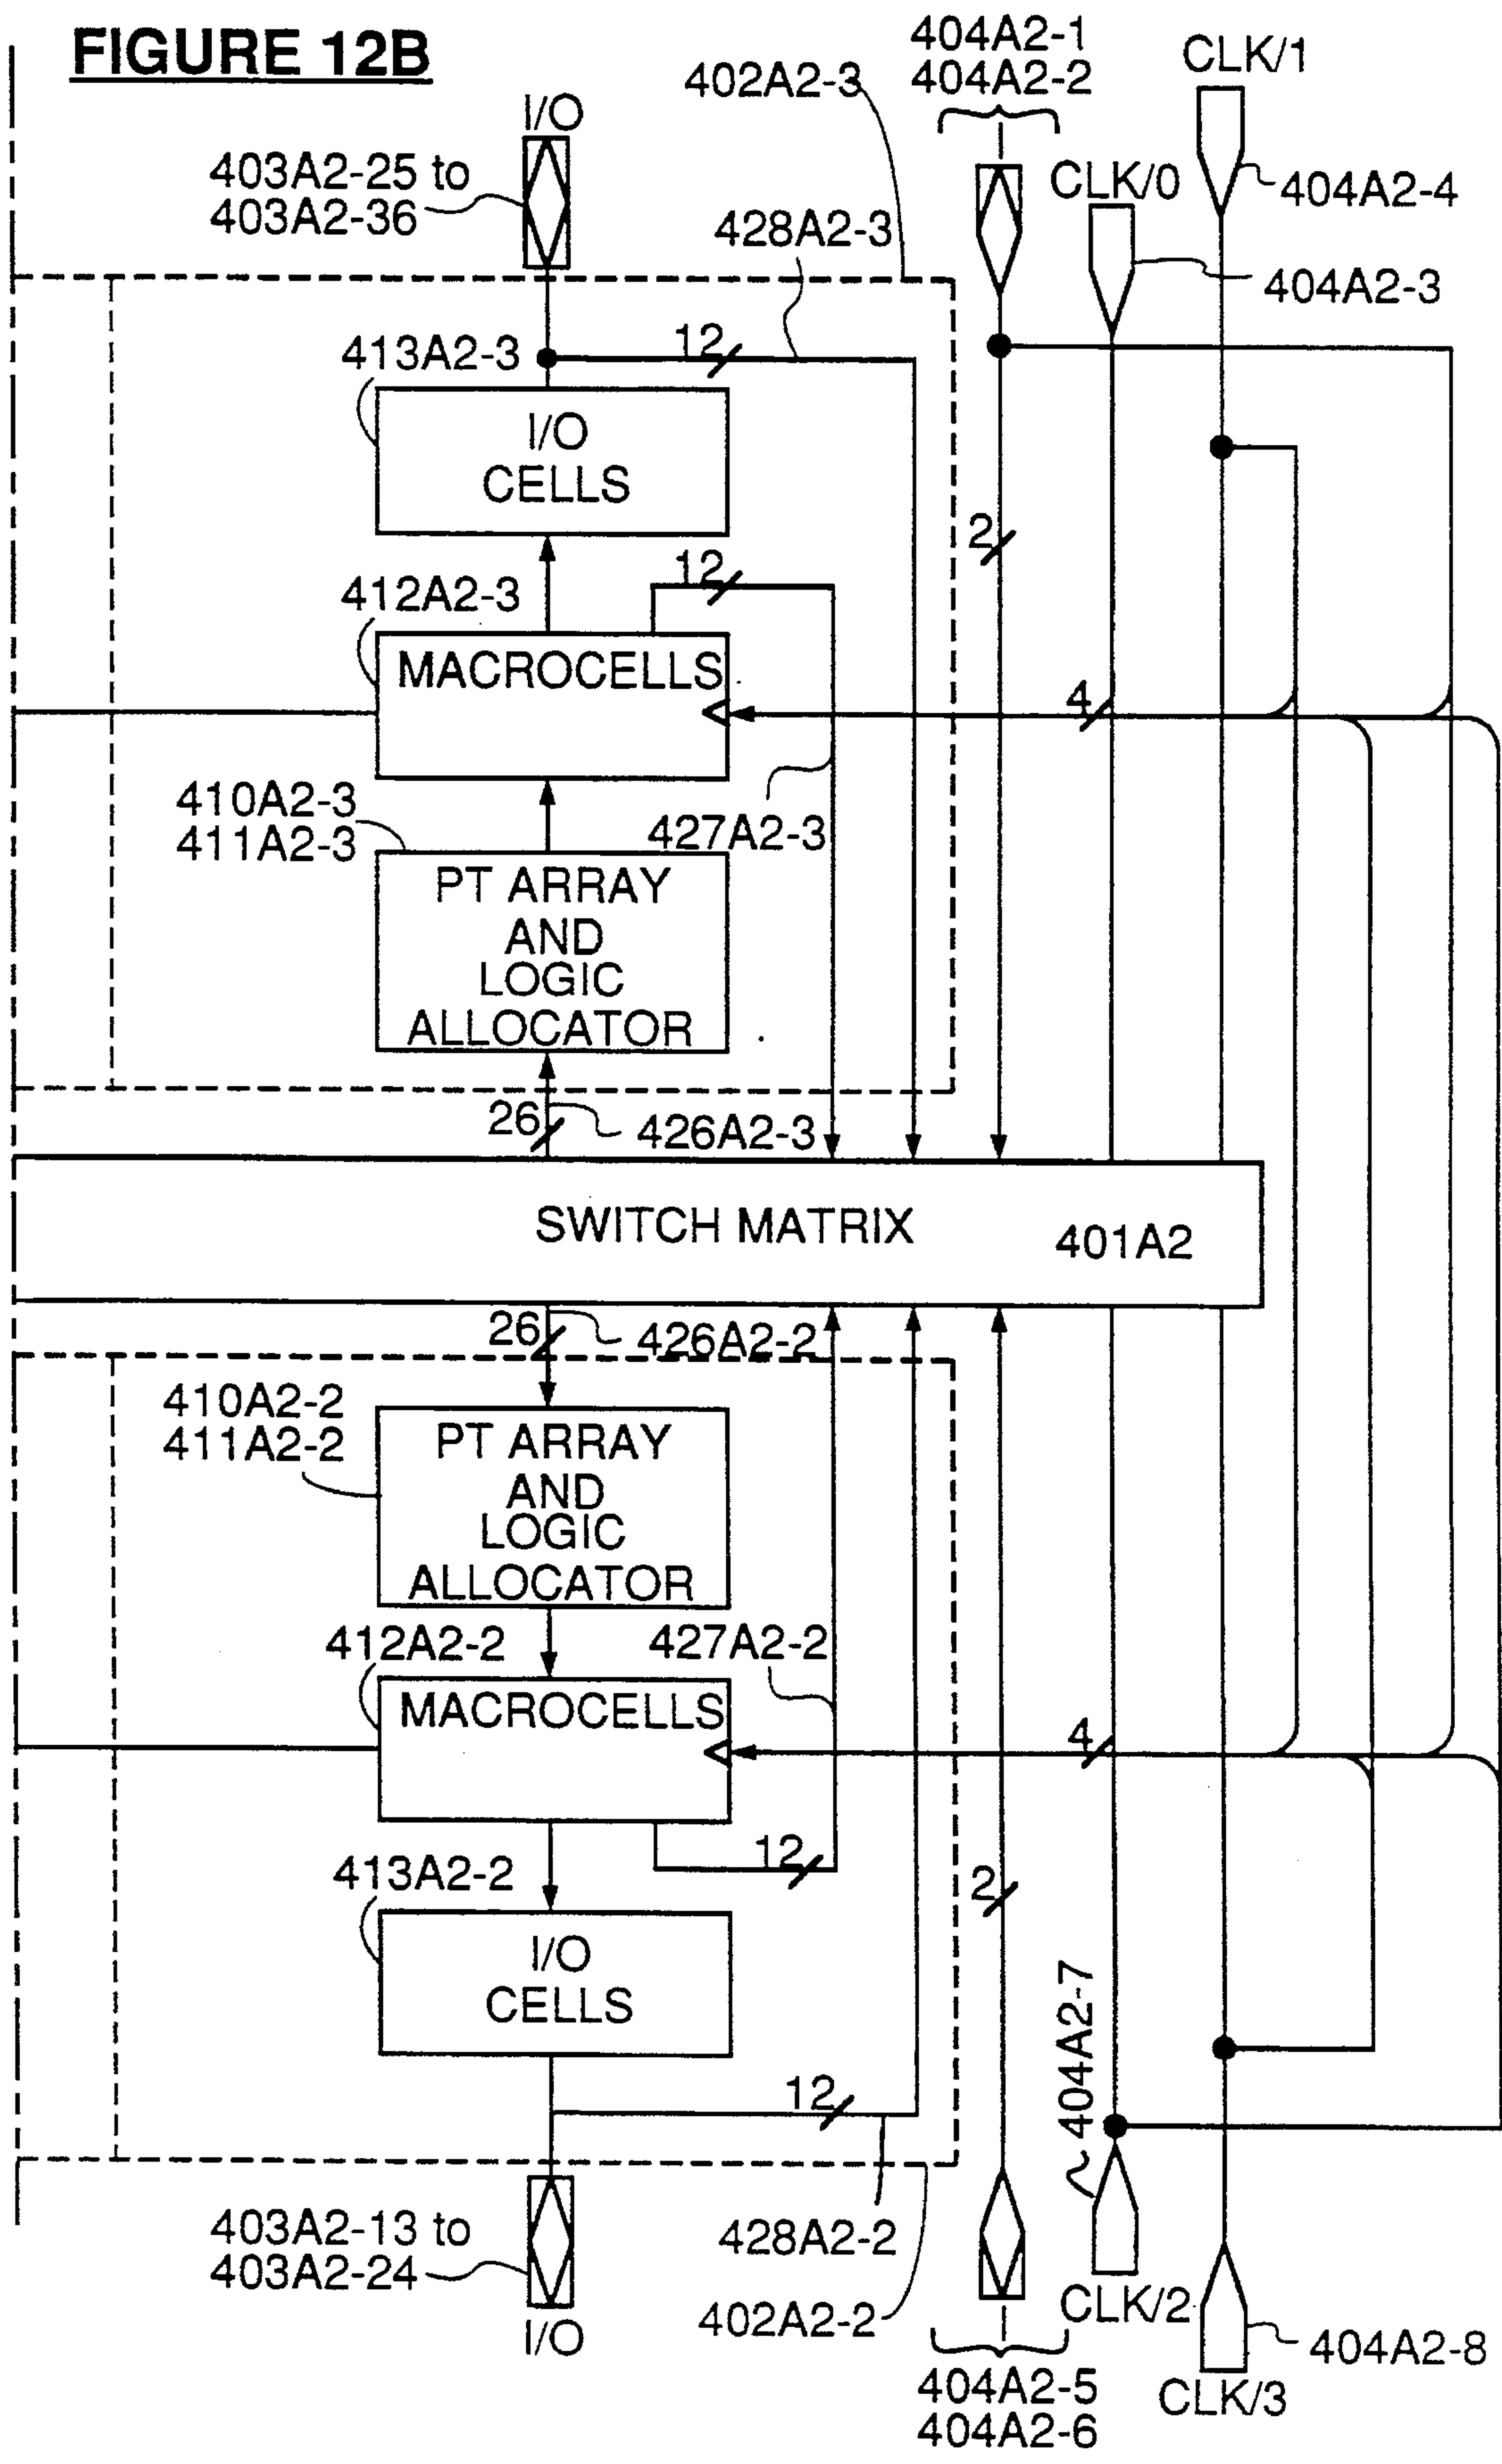 FIGURE 12B
404A2-1
404A2-2
CLK/1
402A2-3
I/O
403A2-25 to
403A2-36
CLK/0
404A2-4
428A2-3
404A2-3
12
413A2-3
I/O
CELLS
2
12
412A2-3
MACROCELLS
4
410A2-3
411A2-3
427A2-3
PT ARRAY
AND
LOGIC
ALLOCATOR
26
426A2-3
SWITCH MATRIX
401A2
26
426A2-2
410A2-2
411A2-2
PT ARRAY
AND
LOGIC
ALLOCATOR
412A2-2
427A2-2
MACROCELLS
4
12
413A2-2
2
I/O
CELLS
404A2-7
12
403A2-13 to
403A2-24
428A2-2
I/O
402A2-2
I
CLK/2
404A2-8
404A2-5
404A2-6
CLK/3